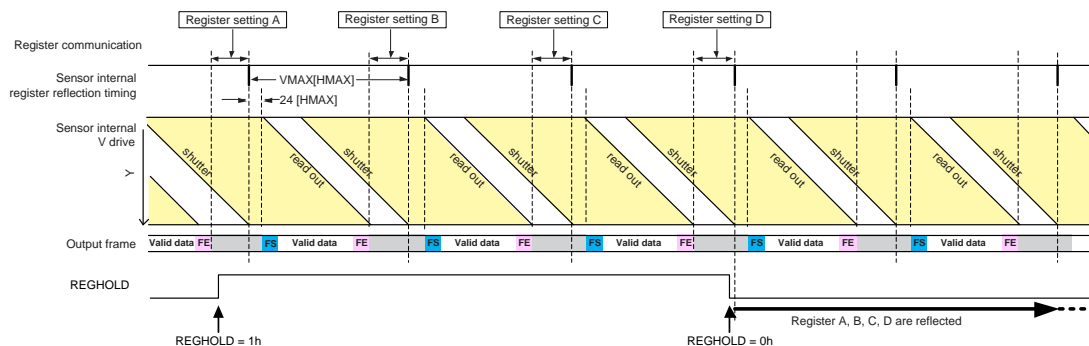 Register setting A
Register setting B
Register setting C
Register setting D
Register communication
Sensor internal
register reflection timing
VMAX[HMAX]
24 [HMAX]
Sensor internal
V drive
Y
shutter
read out
shutter
read out
shutter
read out
shutter
read out
shutter
read out
shutter
Output frame
Valid data FE FS Valid data FE FS Valid data FE FS Valid data FE FS Valid data FE FS Valid data FE
REGHOLD
Register A, B, C, D are reflected
REGHOLD = 1h
REGHOLD = 0h